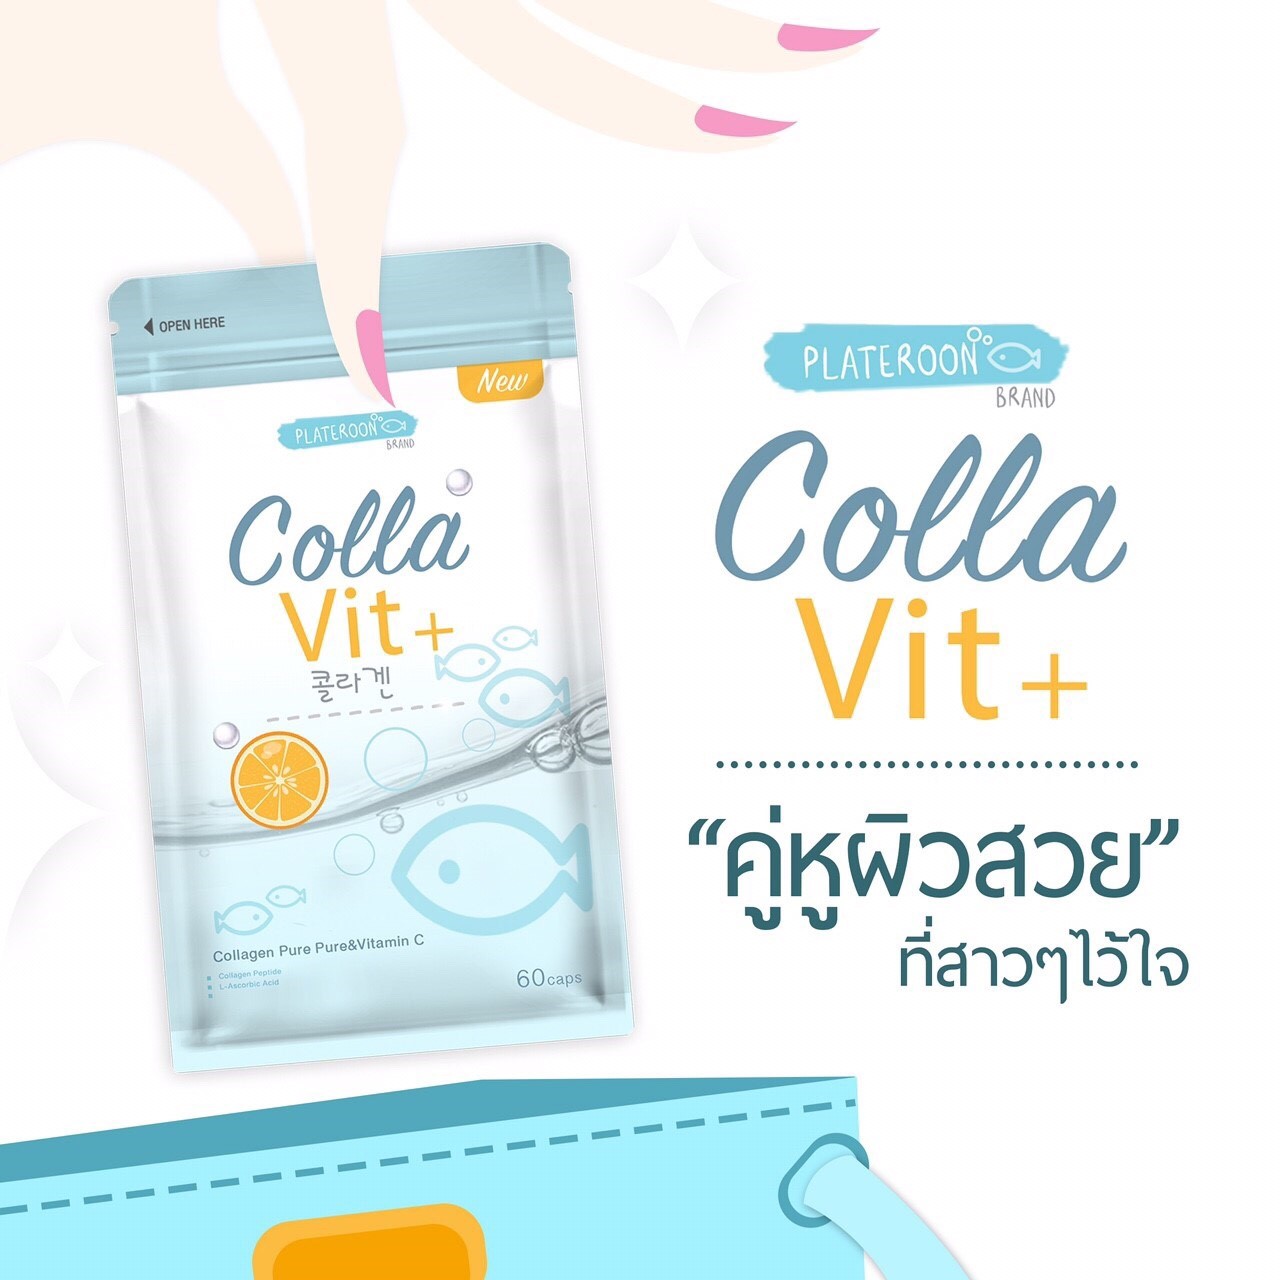 OPEN HERE
New
PLATEROON
BRAND
Colla
Vit +
콜라겐
Collagen Pure Pure&Vitamin C
Collagen Peptide
L-Ascorbic Acid
60caps
PLATEROON
BRAND
Colla
Vit +
“คู่หูผิวสวย”
ที่สาวๆไว้ใจ